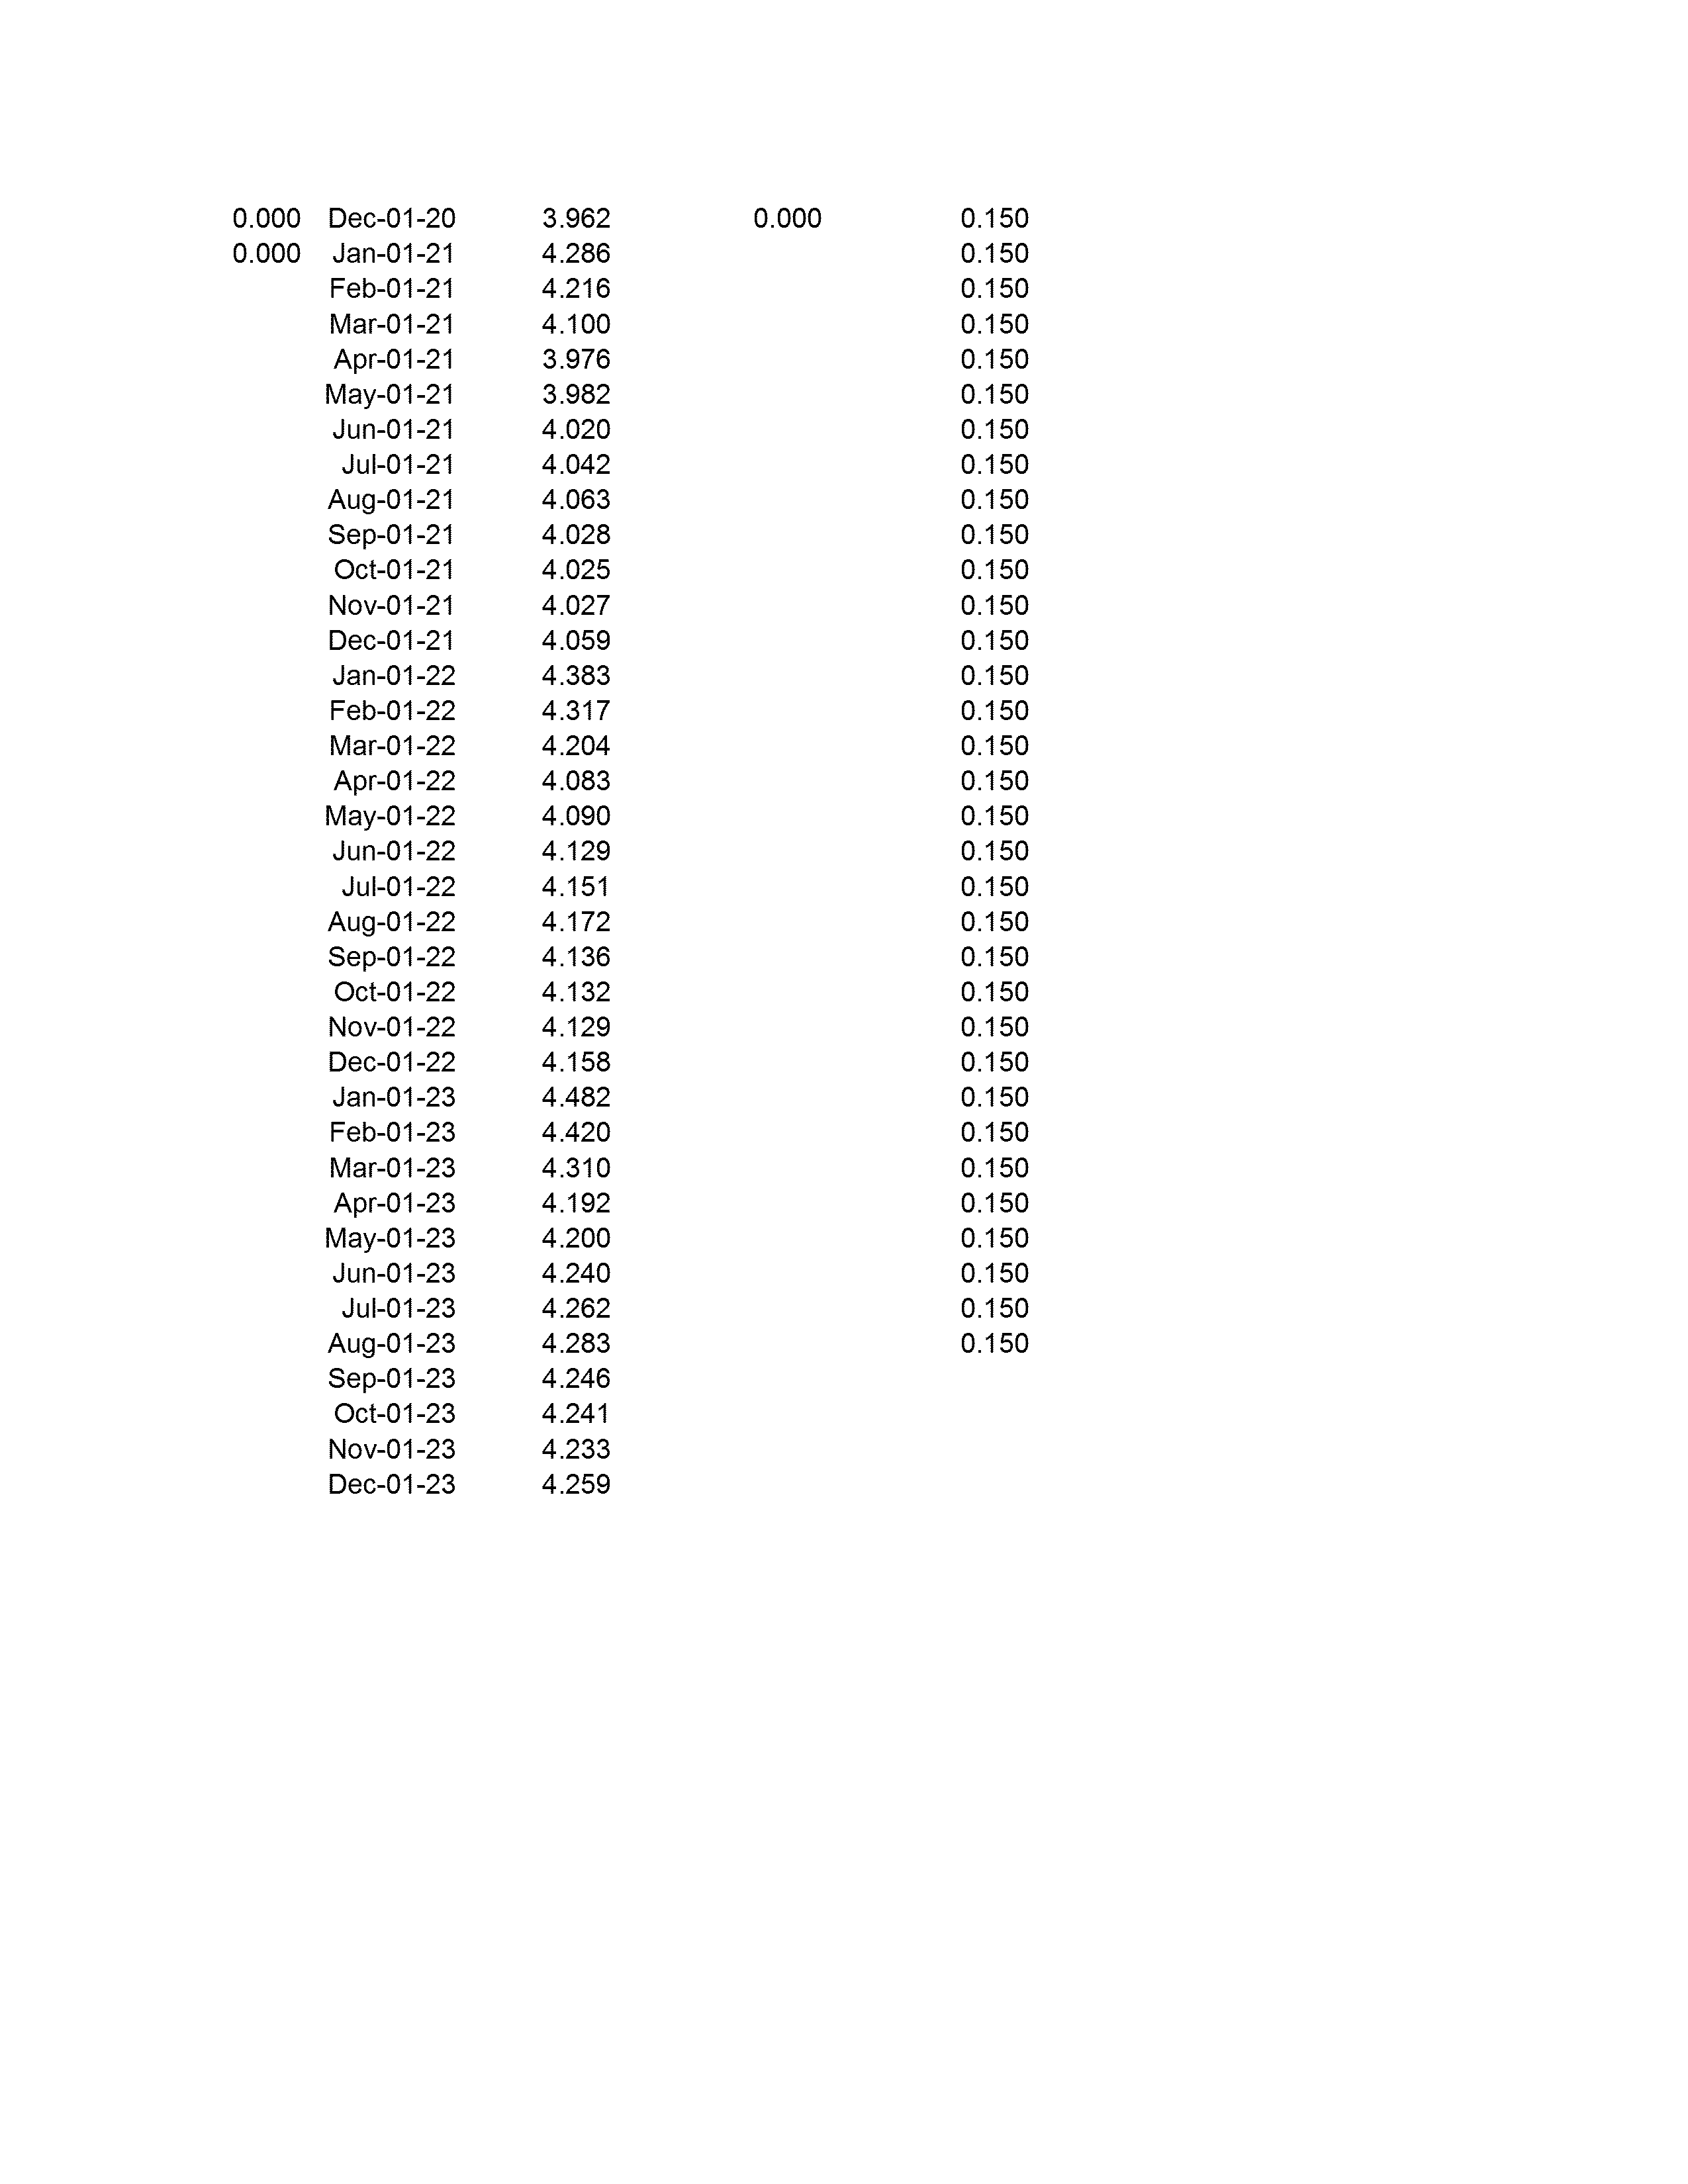 0.000 Dec-01-20 3.962 0.000 0.150
0.000 Jan-01-21 4.286 0.150
Feb-01-21 4.216 0.150
Mar-01-21 4.100 0.150
Apr-01-21 3.976 0.150
May-01-21 3.982 0.150
Jun-01-21 4.020 0.150
Jul-01-21 4.042 0.150
Aug-01-21 4.063 0.150
Sep-01-21 4.028 0.150
Oct-01-21 4.025 0.150
Nov-01-21 4.027 0.150
Dec-01-21 4.059 0.150
Jan-01-22 4.383 0.150
Feb-01-22 4.317 0.150
Mar-01-22 4.204 0.150
Apr-01-22 4.083 0.150
May-01-22 4.090 0.150
Jun-01-22 4.129 0.150
Jul-01-22 4.151 0.150
Aug-01-22 4.172 0.150
Sep-01-22 4.136 0.150
Oct-01-22 4.132 0.150
Nov-01-22 4.129 0.150
Dec-01-22 4.158 0.150
Jan-01-23 4.482 0.150
Feb-01-23 4.420 0.150
Mar-01-23 4.310 0.150
Apr-01-23 4.192 0.150
May-01-23 4.200 0.150
Jun-01-23 4.240 0.150
Jul-01-23 4.262 0.150
Aug-01-23 4.283 0.150
Sep-01-23 4.246
Oct-01-23 4.241
Nov-01-23 4.233
Dec-01-23 4.259